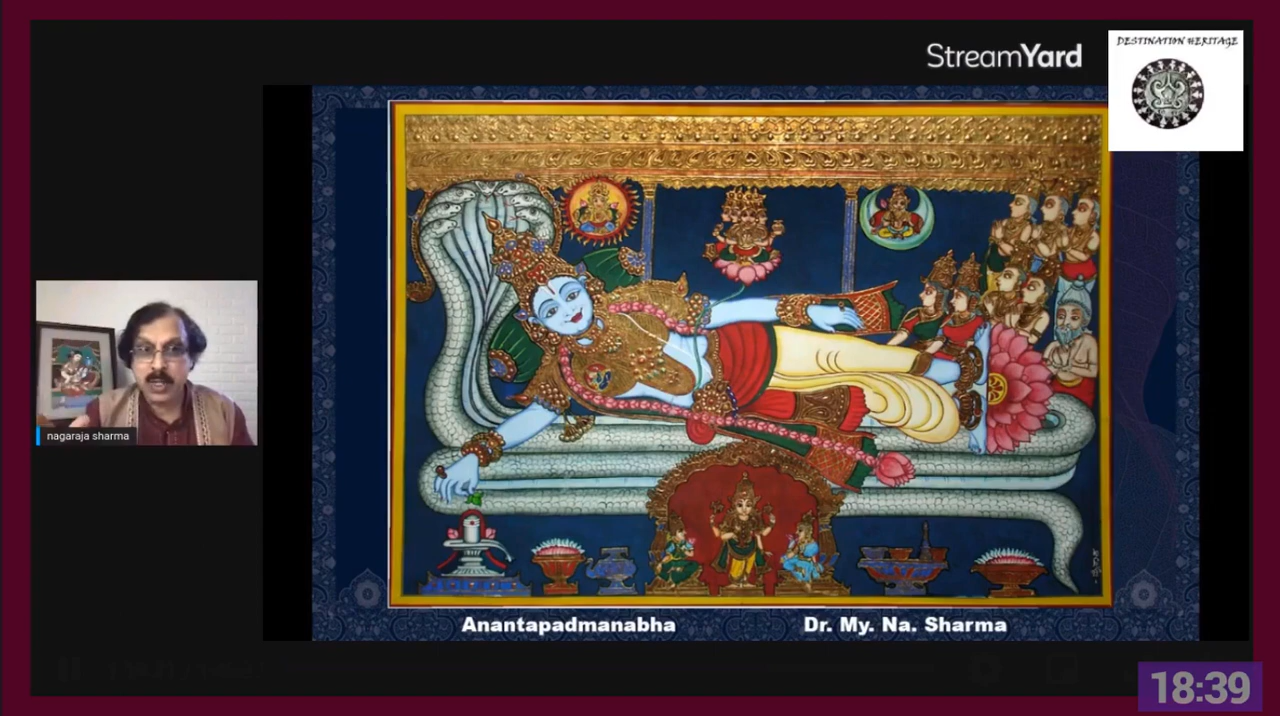 StreamYard
DESTINATION HERITAGE
nagaraja sharma
Anantapadmanabha
Dr. My. Na. Sharma
18:39